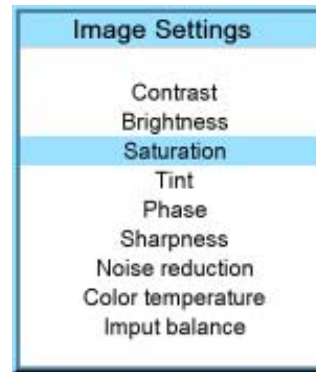 Image Settings
Contrast
Brightness
Saturation
Tint
Phase
Sharpness
Noise reduction
Color temperature
Imput balance